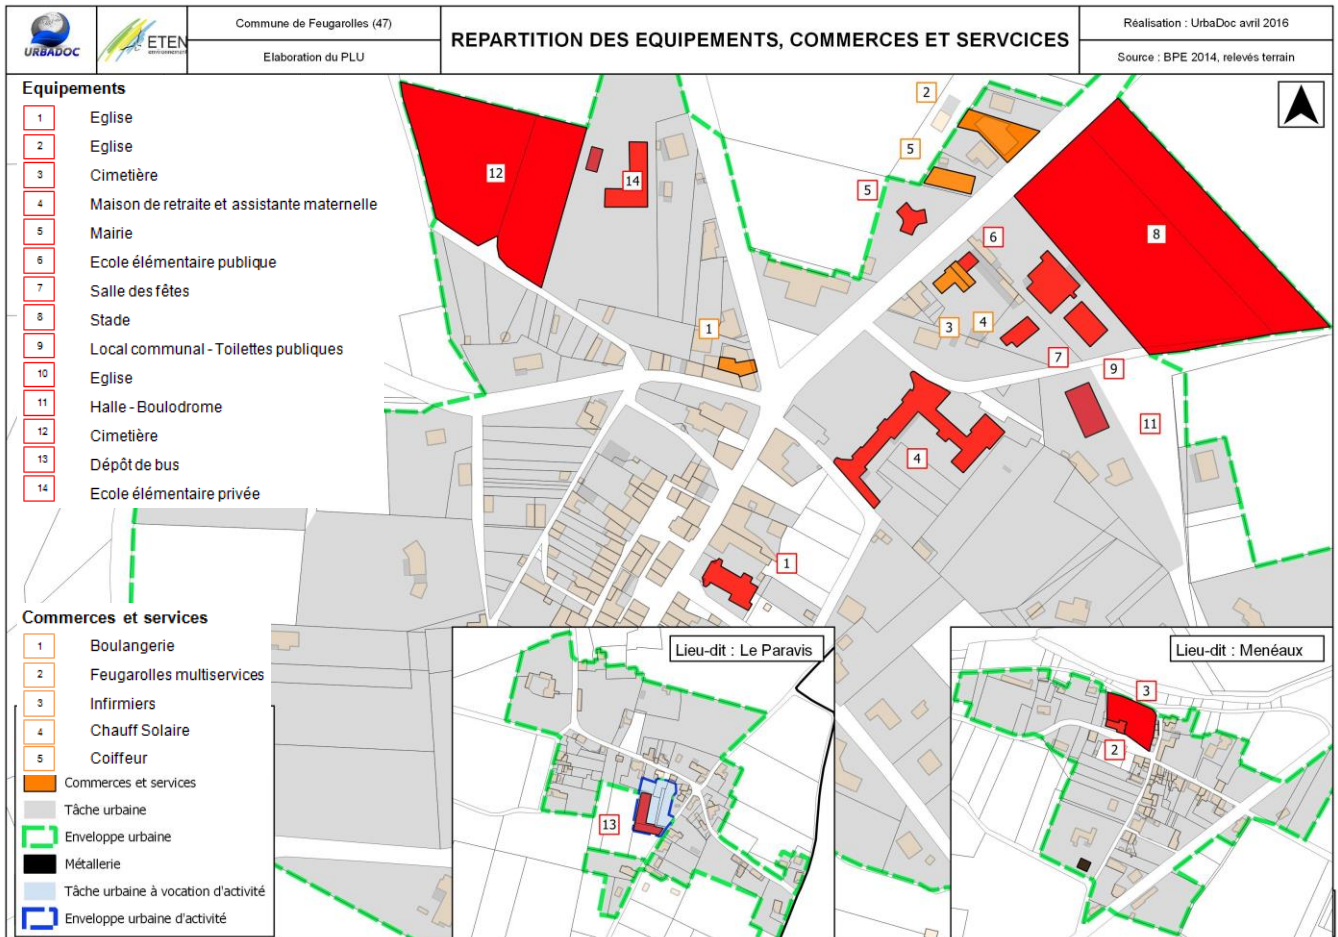 URBADOC
ETEN
environnement
Commune de Feugarolles (47)
Elaboration du PLU
REPARTITION DES EQUIPEMENTS, COMMERCES ET SERVCICES
Réalisation : UrbaDoc avril 2016
Source : BPE 2014, relevés terrain
Equipements
1 Eglise
2 Eglise
3 Cimetière
4 Maison de retraite et assistante maternelle
5 Mairie
6 Ecole élémentaire publique
7 Salle des fêtes
8 Stade
9 Local communal - Toilettes publiques
10 Eglise
11 Halle - Boulodrome
12 Cimetière
13 Dépôt de bus
14 Ecole élémentaire privée
2
5
12
14
5
8
6
1
3
4
7
9
11
4
1
Commerces et services
1 Boulangerie
2 Feugarolles multiservices
3 Infirmiers
4 Chauff Solaire
5 Coiffeur
Commerces et services
Tâche urbaine
Enveloppe urbaine
Métallerie
Tâche urbaine à vocation d'activité
Enveloppe urbaine d'activité
Lieu-dit : Le Paravis
13
Lieu-dit : Menéaux
3
2